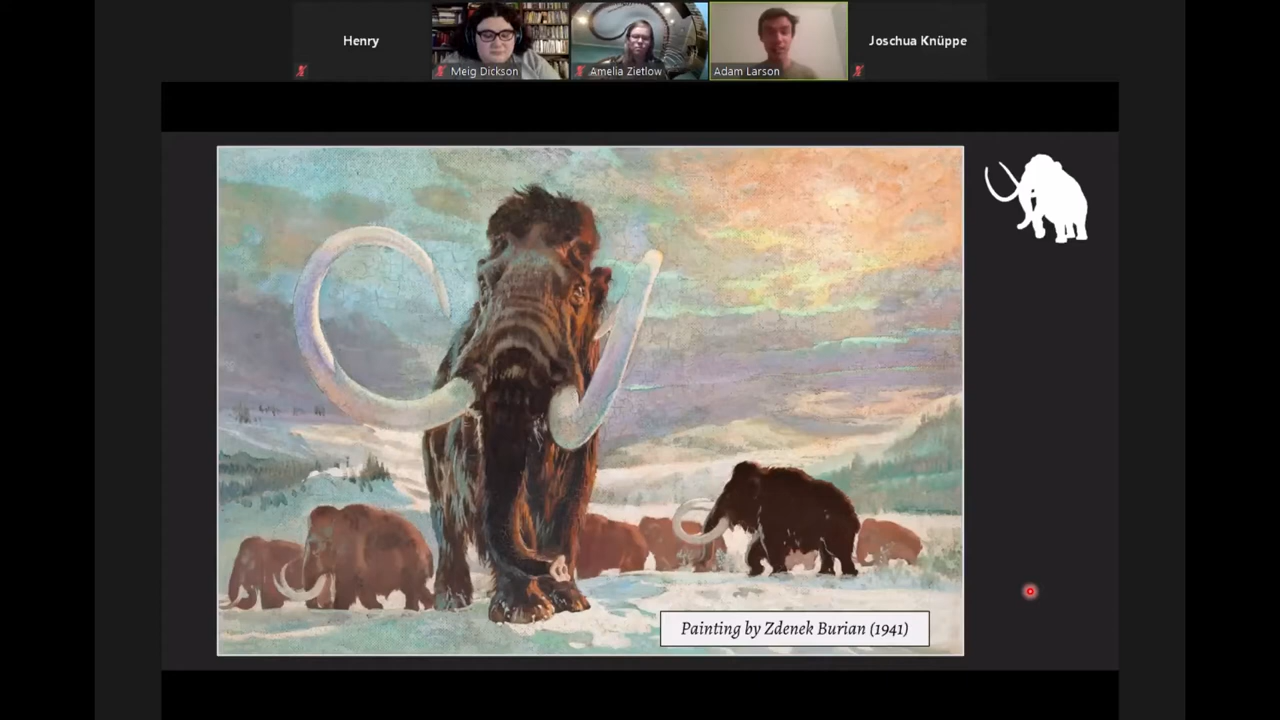 Henry
Meig Dickson
Amelia Zietlow
Adam Larson
Joschua Knüppe
Painting by Zdenek Burian (1941)